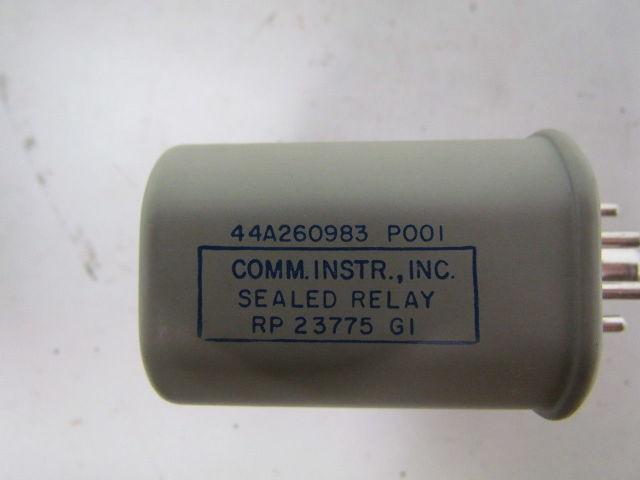 44A260983 P001
COMM. INSTR., INC.
SEALED RELAY
RP 23775 G1